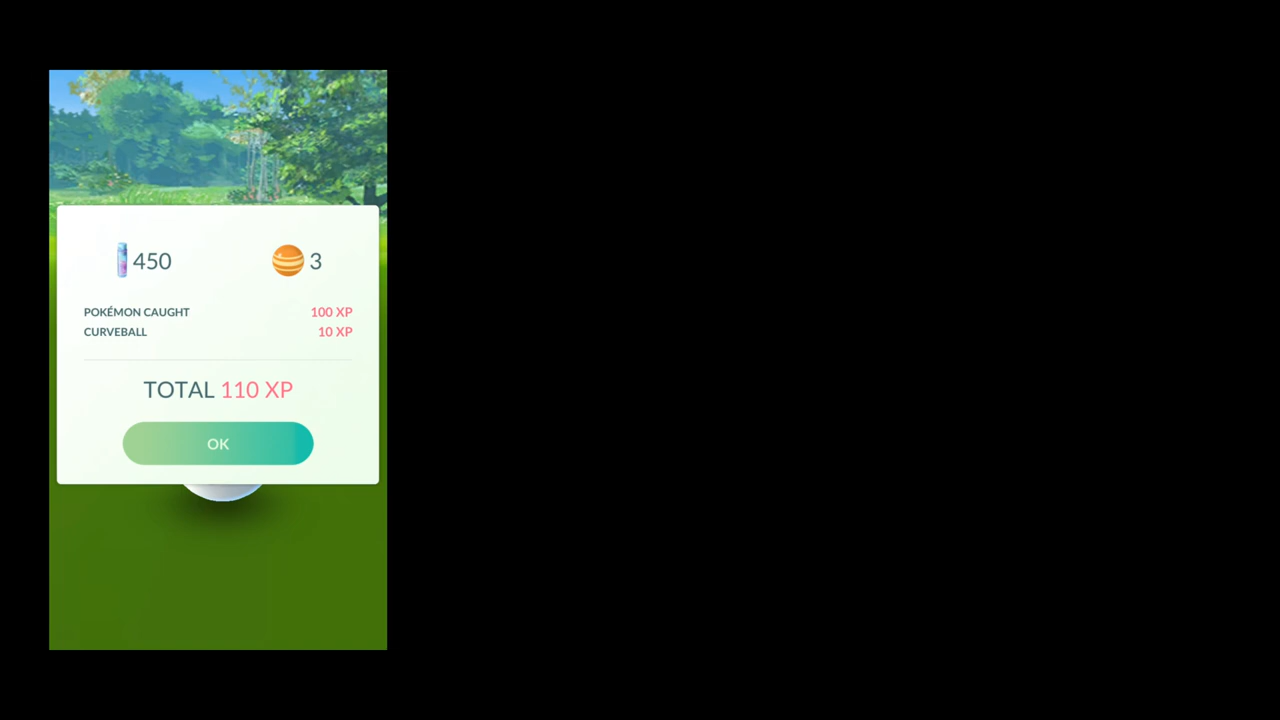 450 3
POKÉMON CAUGHT 100 XP
CURVEBALL 10 XP
TOTAL 110 XP
OK